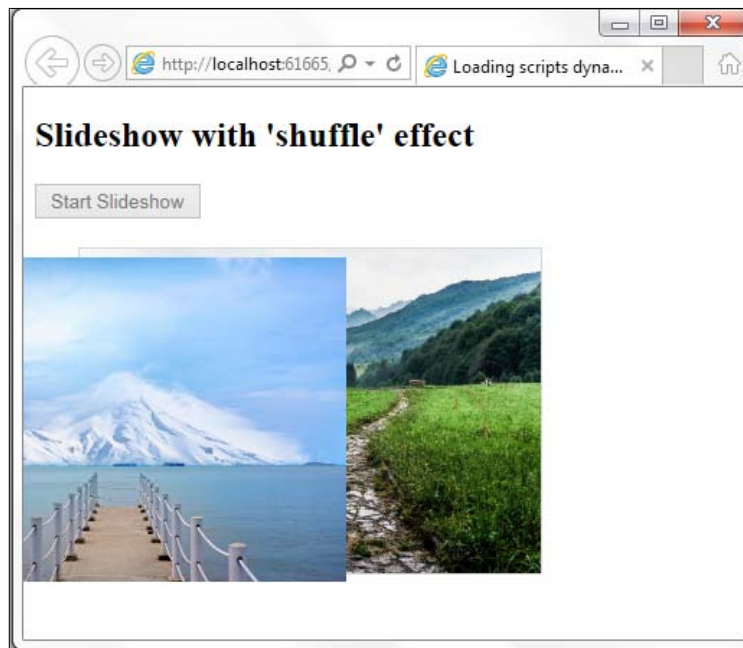 http://localhost:61665,
Loading scripts dyna...
Slideshow with 'shuffle' effect
Start Slideshow